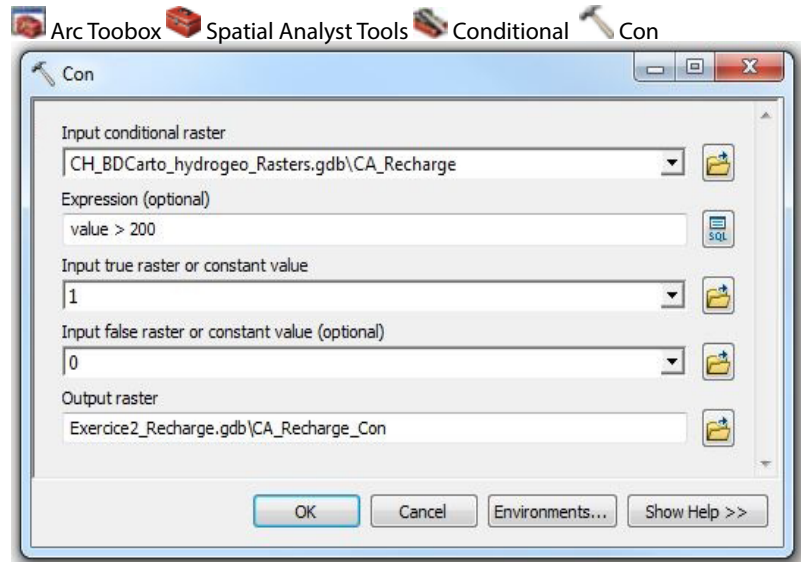 Arc Toobox Spatial Analyst Tools Conditional Con
Con
Input conditional raster
CH_BDCarto_hydrogeo_Rasters.gdb\CA_Recharge
Expression (optional)
value > 200
SQL
Input true raster or constant value
1
Input false raster or constant value (optional)
0
Output raster
Exercice2_Recharge.gdb\CA_Recharge_Con
OK Cancel Environments... Show Help >>